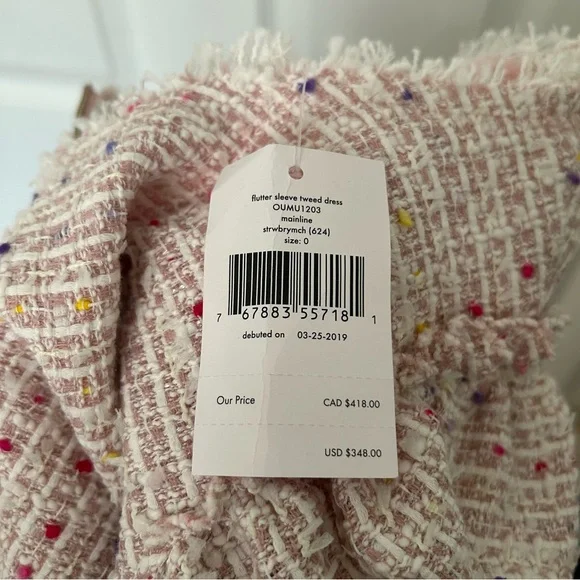 flutter sleeve tweed dress
OUMU1203
mainline
strwbrymch (624)
size: 0
7 67883 55718 1
debuted on 03-25-2019
Our Price CAD $418.00
USD $348.00